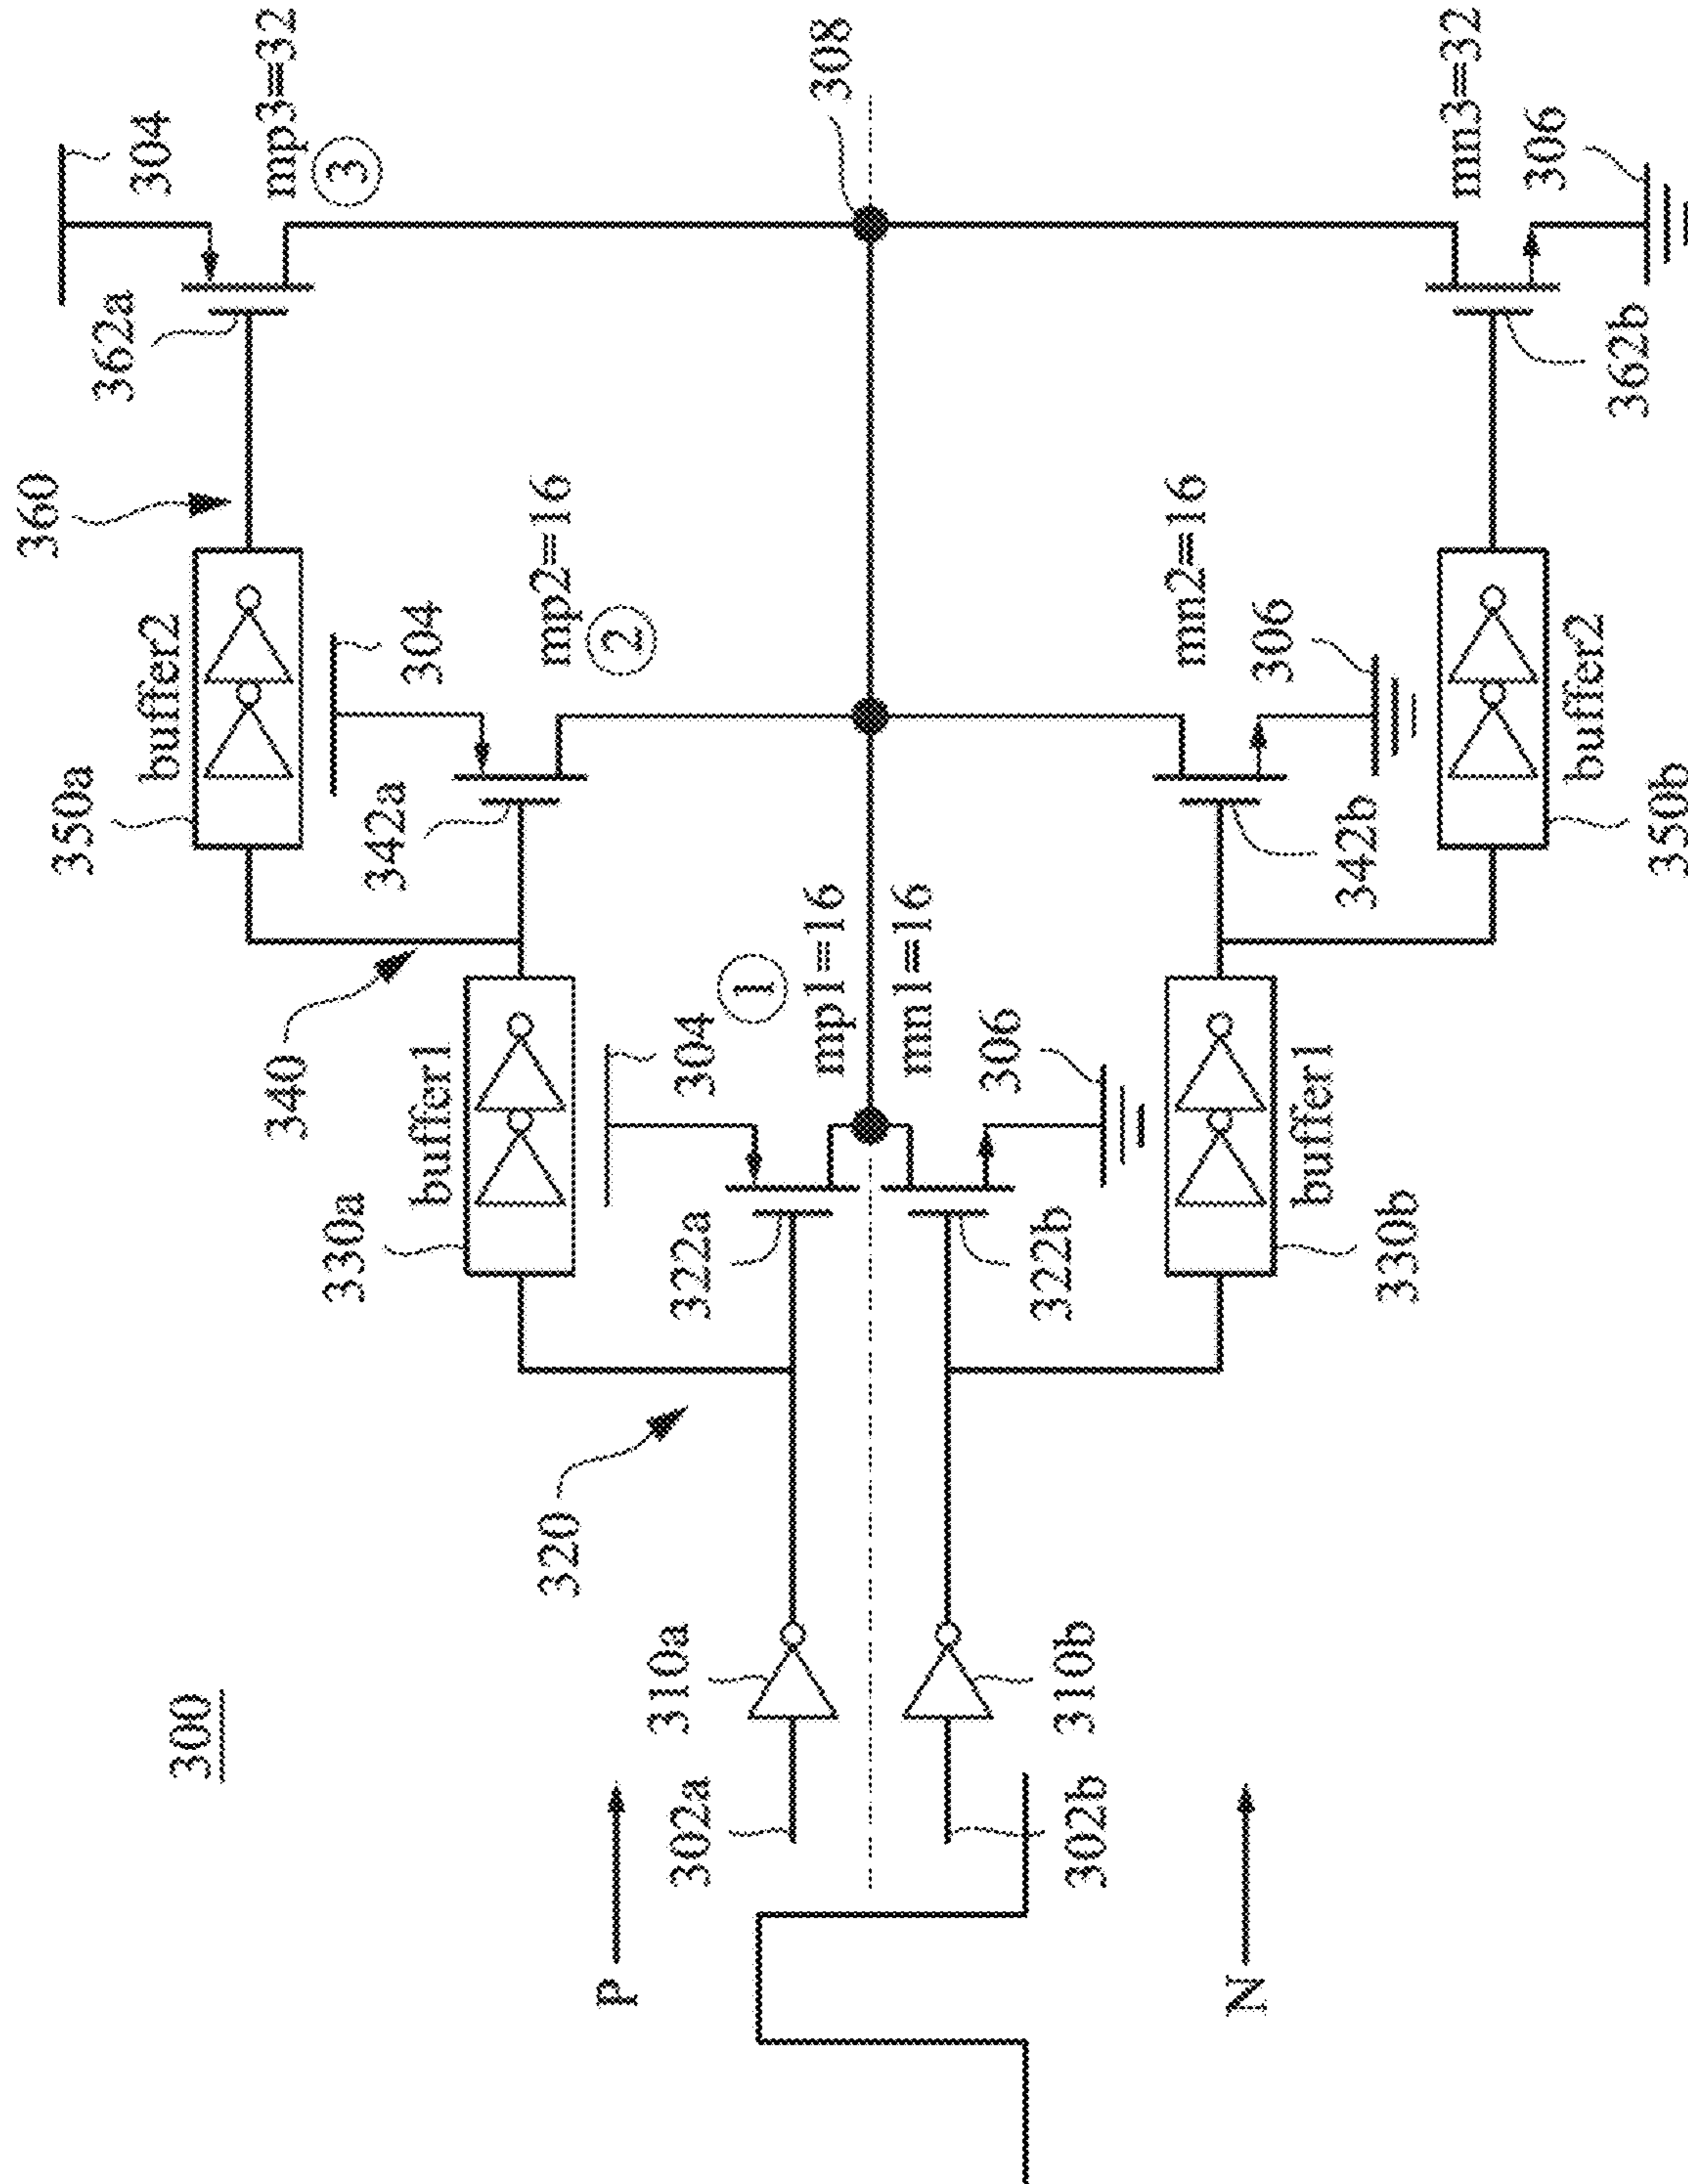 300
360
304
mp3=32
3
362a
350a
buffer2
304
mp2=16
2
342a
340
330a
buffer1
304
1
mp1=16
322a
320
P
302a
310a
308
mn1=16
322b
306
302b
310b
N
330b
buffer1
mn2=16
306
342b
350b
buffer2
mn3=32
306
362b